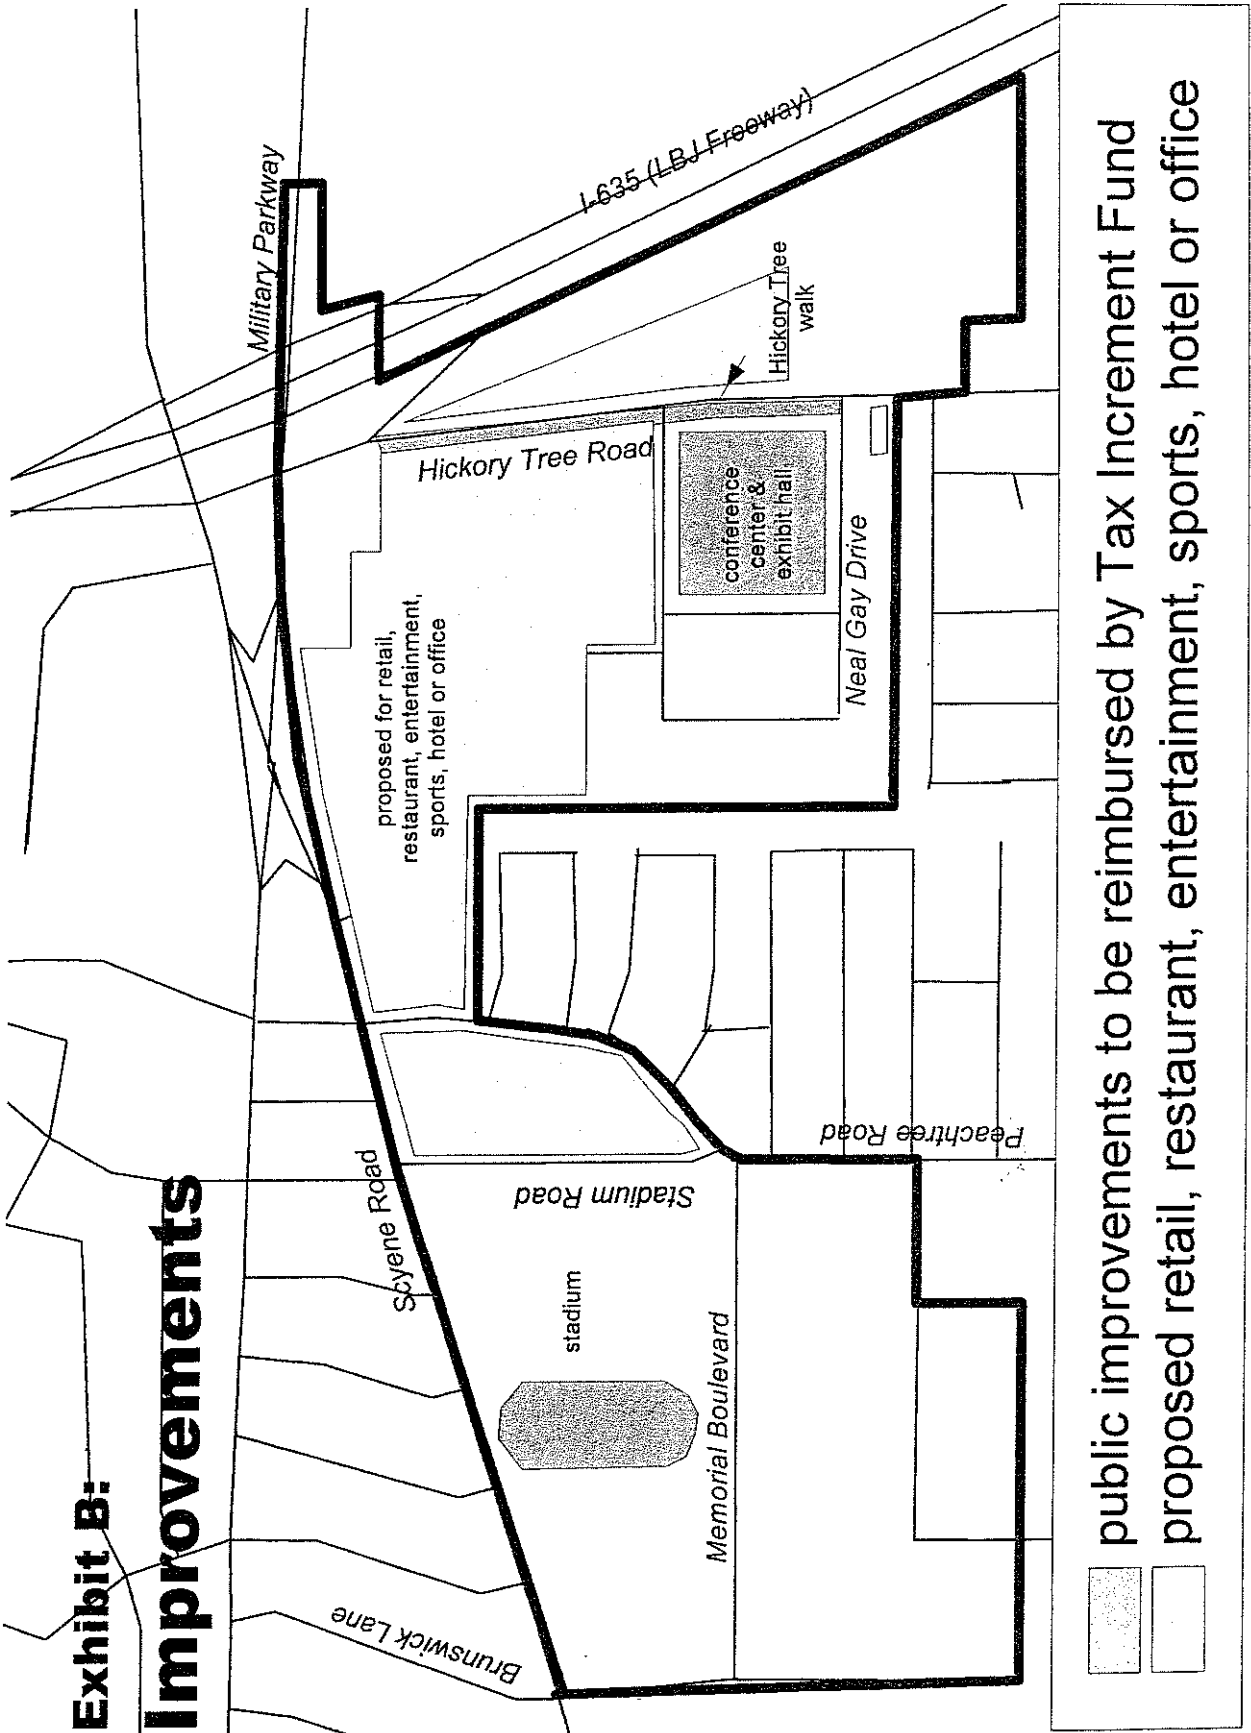 Exhibit B:
Improvements
Military Parkway
I-635 (LBJ Freeway)
Scyene Road
Brunswick Lane
proposed for retail,
restaurant, entertainment,
sports, hotel or office
Hickory Tree Road
Hickory Tree
walk
conference
center &
exhibit hall
Neal Gay Drive
Stadium Road
stadium
Peachtree Road
Memorial Boulevard
public improvements to be reimbursed by Tax Increment Fund
proposed retail, restaurant, entertainment, sports, hotel or office